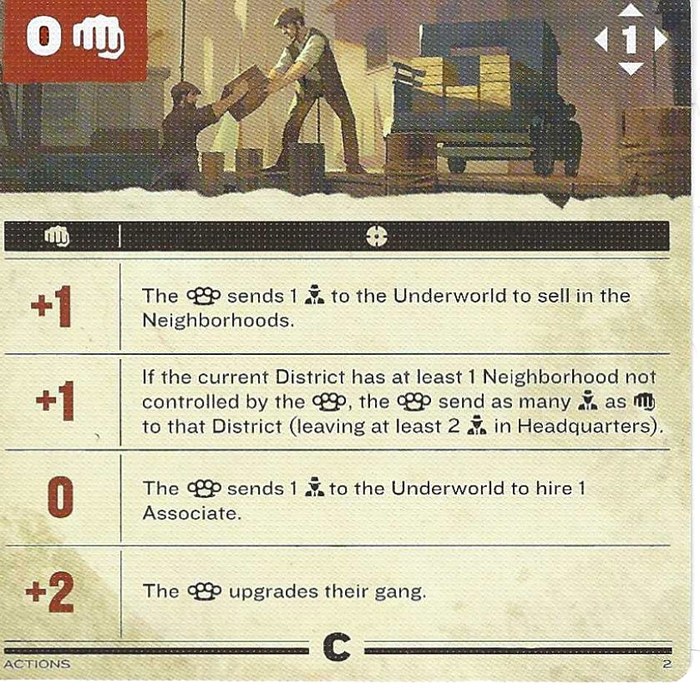 0
1
+1
The sends 1 to the Underworld to sell in the
Neighborhoods.
+1
If the current District has at least 1 Neighborhood not
controlled by the , the send as many as
to that District (leaving at least 2 in Headquarters).
0
The sends 1 to the Underworld to hire 1
Associate.
+2
The upgrades their gang.
C
ACTIONS
2